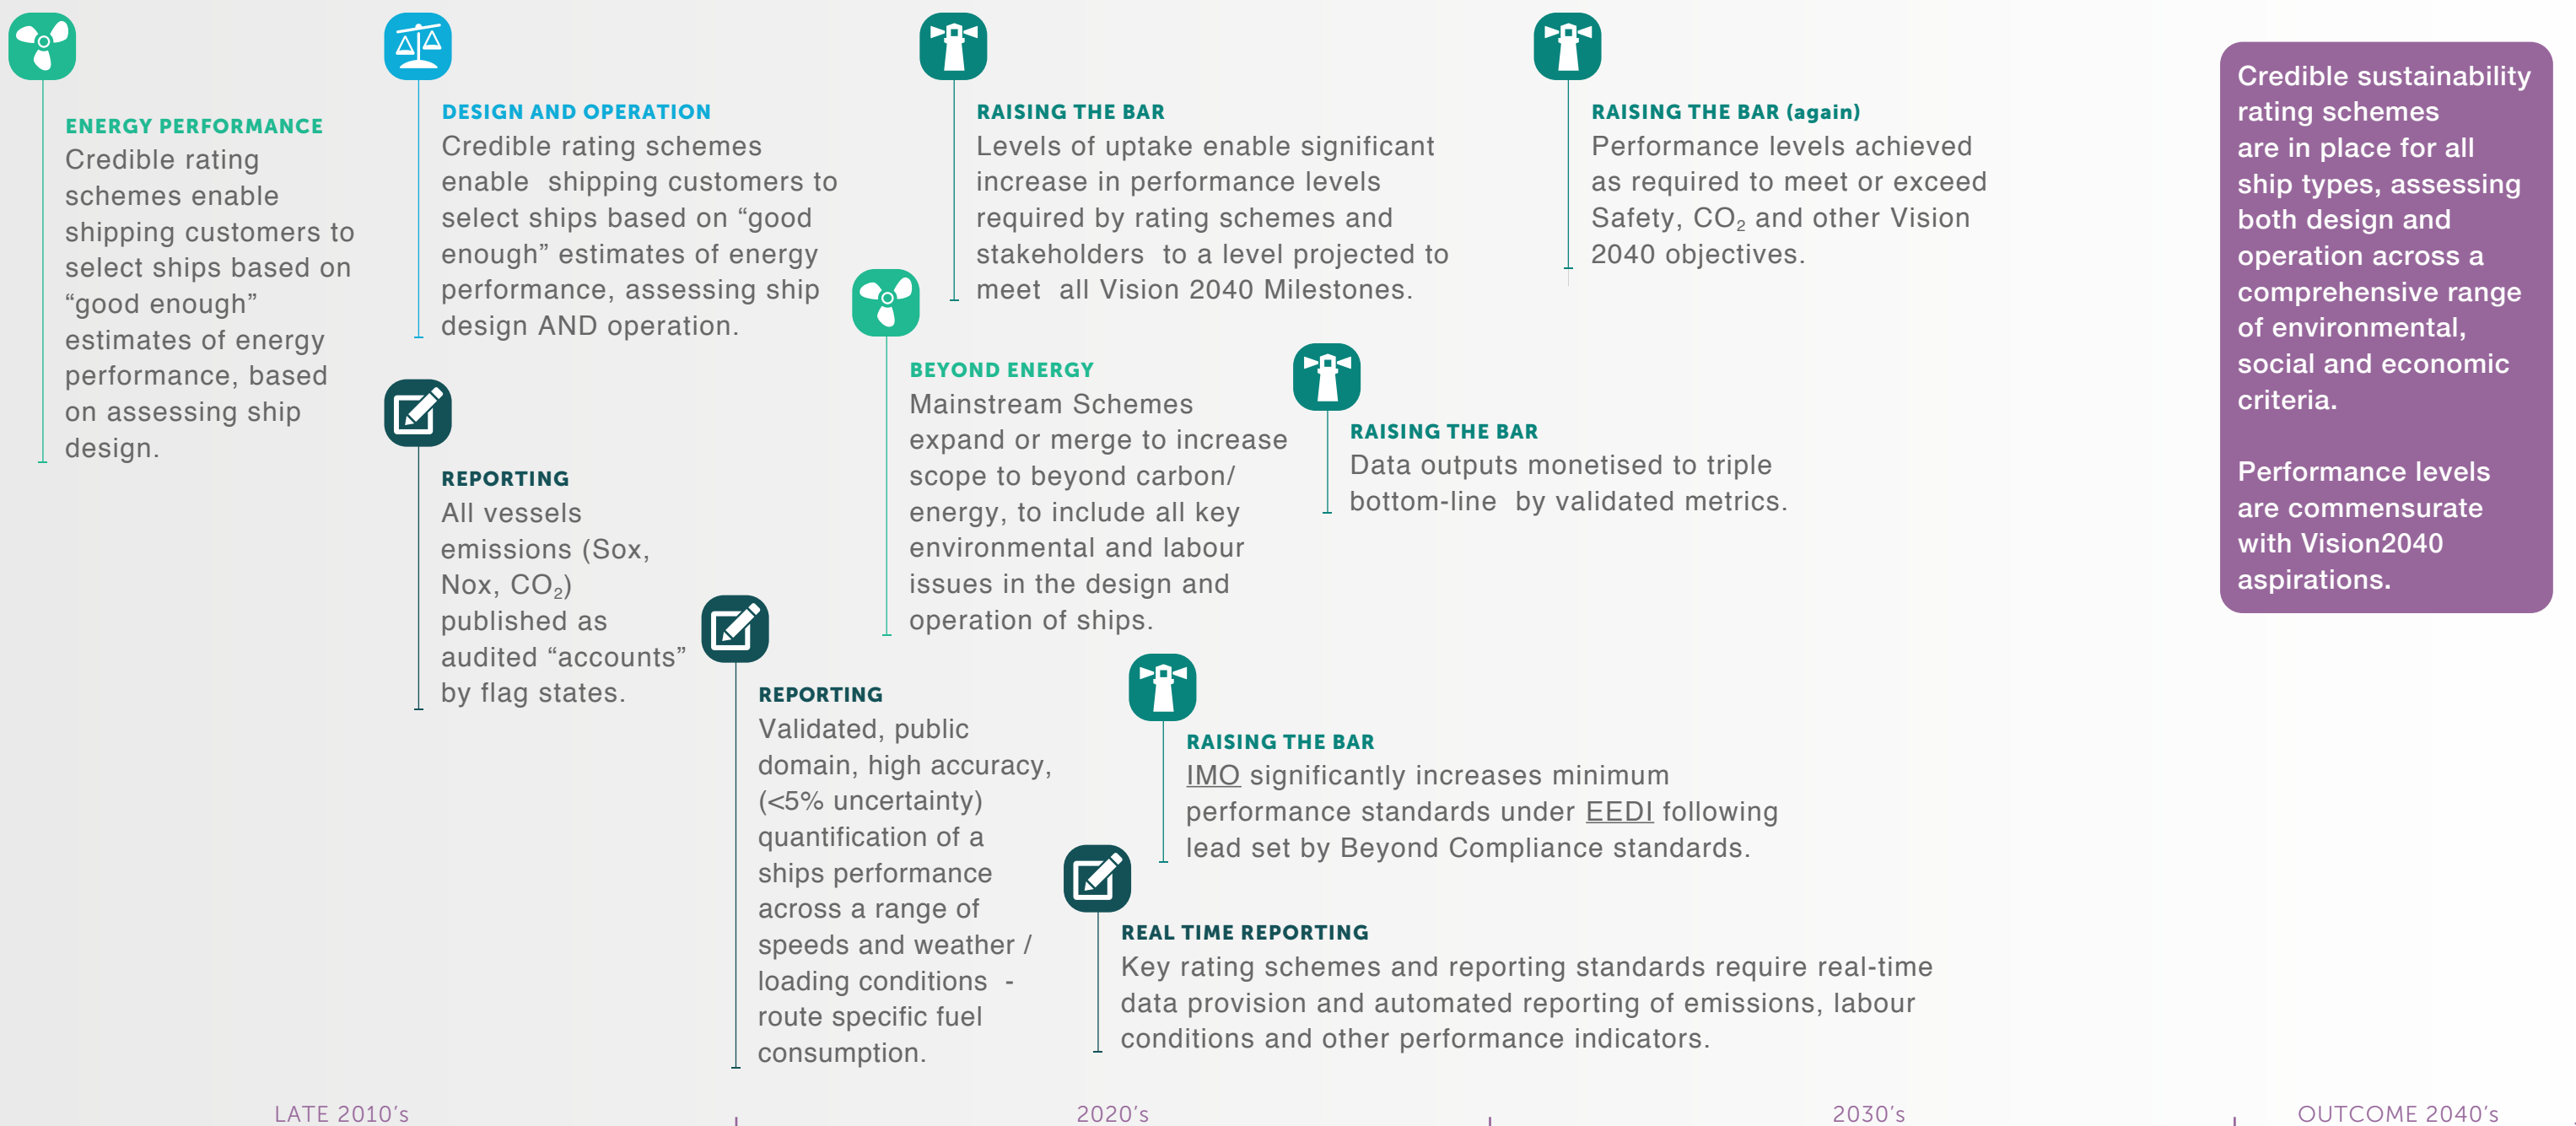 ENERGY PERFORMANCE
Credible rating
schemes enable
shipping customers to
select ships based on
“good enough”
estimates of energy
performance, based
on assessing ship
design.
DESIGN AND OPERATION
Credible rating schemes
enable  shipping customers to
select ships based on “good
enough” estimates of energy
performance, assessing ship
design AND operation.
REPORTING
All vessels
emissions (Sox,
Nox, CO₂)
published as
audited “accounts”
by flag states.
REPORTING
Validated, public
domain, high accuracy,
(<5% uncertainty)
quantification of a
ships performance
across a range of
speeds and weather /
loading conditions  -
route specific fuel
consumption.
RAISING THE BAR
Levels of uptake enable significant
increase in performance levels
required by rating schemes and
stakeholders  to a level projected to
meet  all Vision 2040 Milestones.
BEYOND ENERGY
Mainstream Schemes
expand or merge to increase
scope to beyond carbon/
energy, to include all key
environmental and labour
issues in the design and
operation of ships.
RAISING THE BAR
Data outputs monetised to triple
bottom-line  by validated metrics.
RAISING THE BAR
IMO significantly increases minimum
performance standards under EEDI following
lead set by Beyond Compliance standards.
REAL TIME REPORTING
Key rating schemes and reporting standards require real-time
data provision and automated reporting of emissions, labour
conditions and other performance indicators.
RAISING THE BAR (again)
Performance levels achieved
as required to meet or exceed
Safety, CO₂ and other Vision
2040 objectives.
Credible sustainability
rating schemes
are in place for all
ship types, assessing
both design and
operation across a
comprehensive range
of environmental,
social and economic
criteria.
Performance levels
are commensurate
with Vision2040
aspirations.
LATE 2010’s
2020’s
2030’s
OUTCOME 2040’s